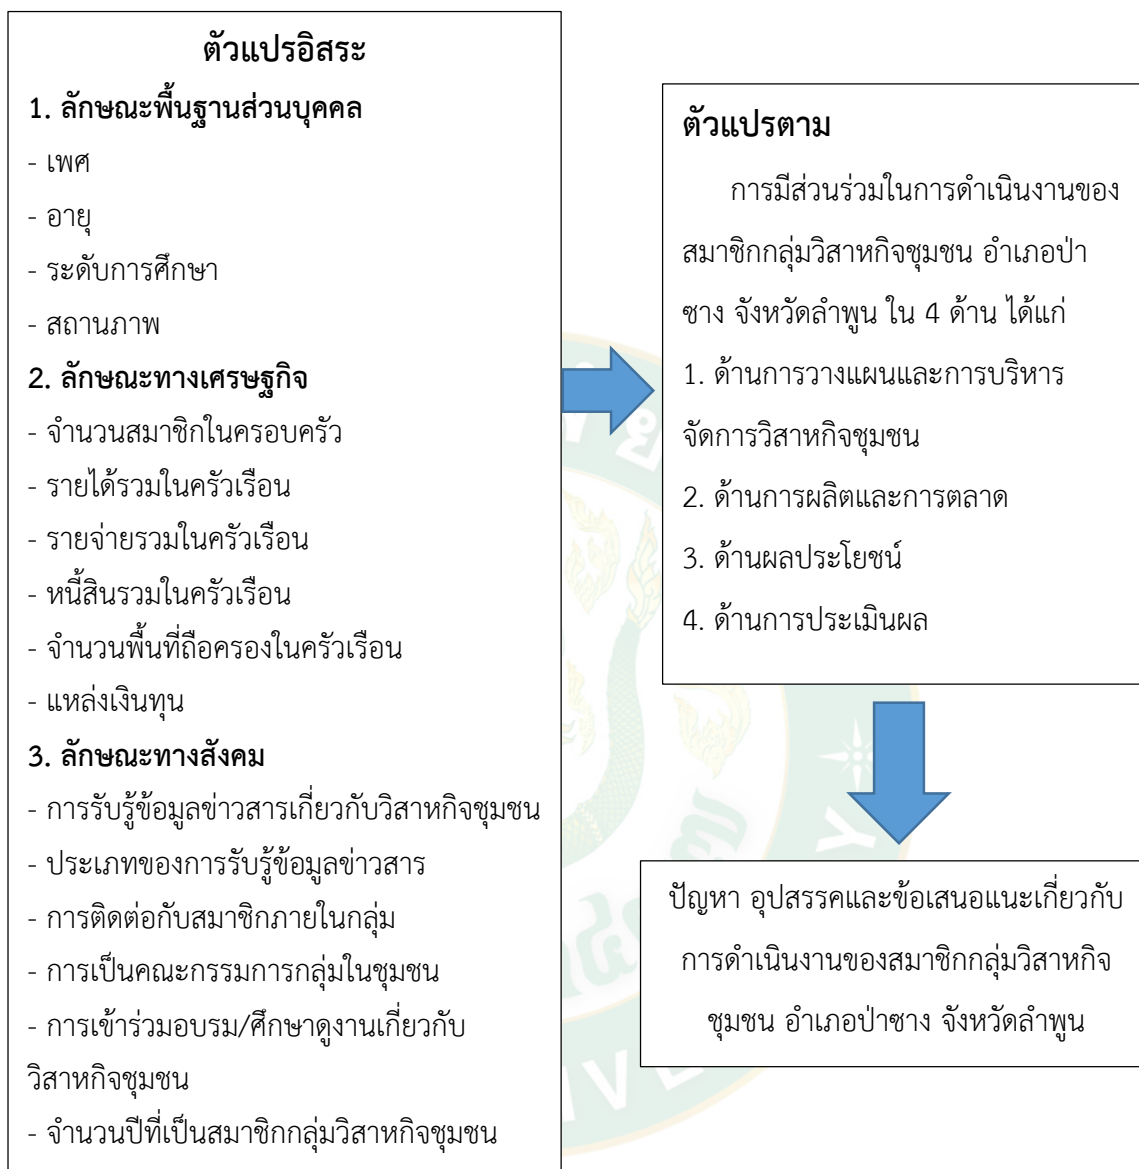 ตัวแปรอิสระ
1. ลักษณะพื้นฐานส่วนบุคคล
- เพศ
- อายุ
- ระดับการศึกษา
- สถานภาพ
2. ลักษณะทางเศรษฐกิจ
- จำนวนสมาชิกในครอบครัว
- รายได้รวมในครัวเรือน
- รายจ่ายรวมในครัวเรือน
- หนี้สินรวมในครัวเรือน
- จำนวนพื้นที่ถือครองในครัวเรือน
- แหล่งเงินทุน
3. ลักษณะทางสังคม
- การรับรู้ข้อมูลข่าวสารเกี่ยวกับวิสาหกิจชุมชน
- ประเภทของการรับรู้ข้อมูลข่าวสาร
- การติดต่อกับสมาชิกภายในกลุ่ม
- การเป็นคณะกรรมการกลุ่มในชุมชน
- การเข้าร่วมอบรม/ศึกษาดูงานเกี่ยวกับ
วิสาหกิจชุมชน
- จำนวนปีที่เป็นสมาชิกกลุ่มวิสาหกิจชุมชน
ตัวแปรตาม
การมีส่วนร่วมในการดำเนินงานของ
สมาชิกกลุ่มวิสาหกิจชุมชน อำเภอป่า
ซาง จังหวัดลำพูน ใน 4 ด้าน ได้แก่
1. ด้านการวางแผนและการบริหาร
จัดการวิสาหกิจชุมชน
2. ด้านการผลิตและการตลาด
3. ด้านผลประโยชน์
4. ด้านการประเมินผล
ปัญหา อุปสรรคและข้อเสนอแนะเกี่ยวกับ
การดำเนินงานของสมาชิกกลุ่มวิสาหกิจ
ชุมชน อำเภอป่าซาง จังหวัดลำพูน